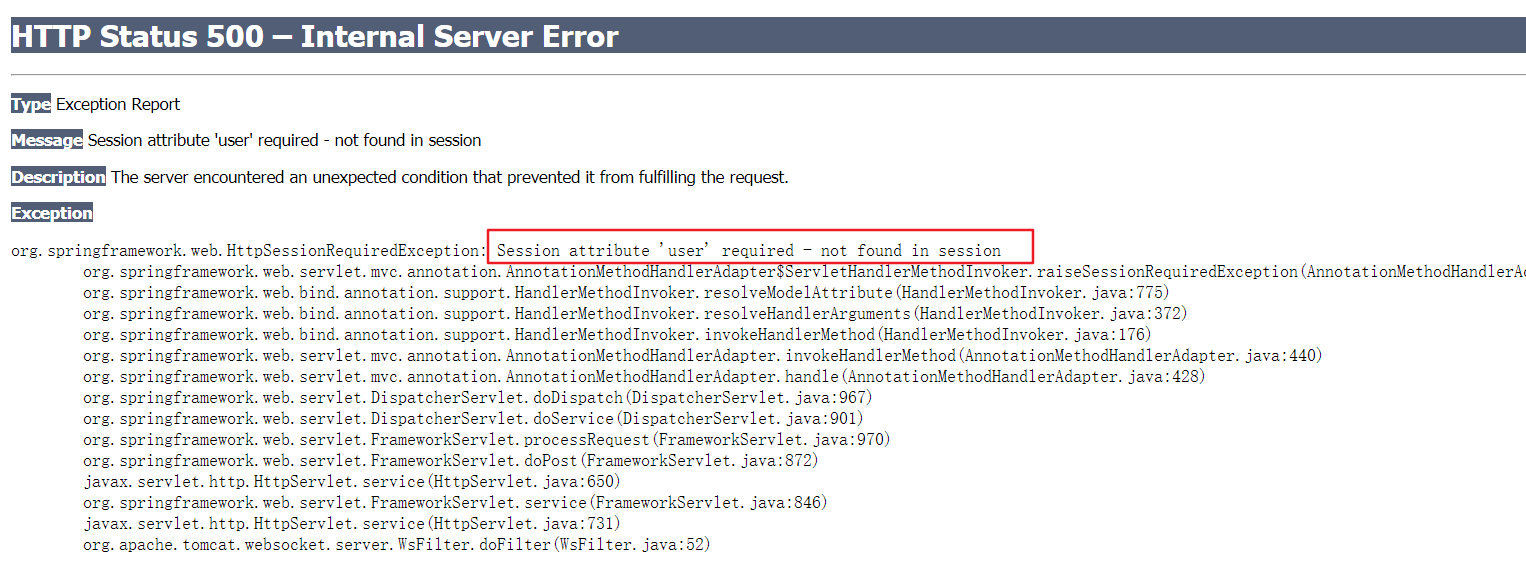 HTTP Status 500 – Internal Server Error
Type Exception Report
Message Session attribute 'user' required - not found in session
Description The server encountered an unexpected condition that prevented it from fulfilling the request.
Exception
org.springframework.web.HttpSessionRequiredException: Session attribute 'user' required - not found in session
org.springframework.web.servlet.mvc.annotation.AnnotationMethodHandlerAdapter$ServletHandlerMethodInvoker.raiseSessionRequiredException(AnnotationMethodHandlerAd
org.springframework.web.bind.annotation.support.HandlerMethodInvoker.resolveModelAttribute(HandlerMethodInvoker.java:775)
org.springframework.web.bind.annotation.support.HandlerMethodInvoker.resolveHandlerArguments(HandlerMethodInvoker.java:372)
org.springframework.web.bind.annotation.support.HandlerMethodInvoker.invokeHandlerMethod(HandlerMethodInvoker.java:176)
org.springframework.web.servlet.mvc.annotation.AnnotationMethodHandlerAdapter.invokeHandlerMethod(AnnotationMethodHandlerAdapter.java:440)
org.springframework.web.servlet.mvc.annotation.AnnotationMethodHandlerAdapter.handle(AnnotationMethodHandlerAdapter.java:428)
org.springframework.web.servlet.DispatcherServlet.doDispatch(DispatcherServlet.java:967)
org.springframework.web.servlet.DispatcherServlet.doService(DispatcherServlet.java:901)
org.springframework.web.servlet.FrameworkServlet.processRequest(FrameworkServlet.java:970)
org.springframework.web.servlet.FrameworkServlet.doPost(FrameworkServlet.java:872)
javax.servlet.http.HttpServlet.service(HttpServlet.java:650)
org.springframework.web.servlet.FrameworkServlet.service(FrameworkServlet.java:846)
javax.servlet.http.HttpServlet.service(HttpServlet.java:731)
org.apache.tomcat.websocket.server.WsFilter.doFilter(WsFilter.java:52)